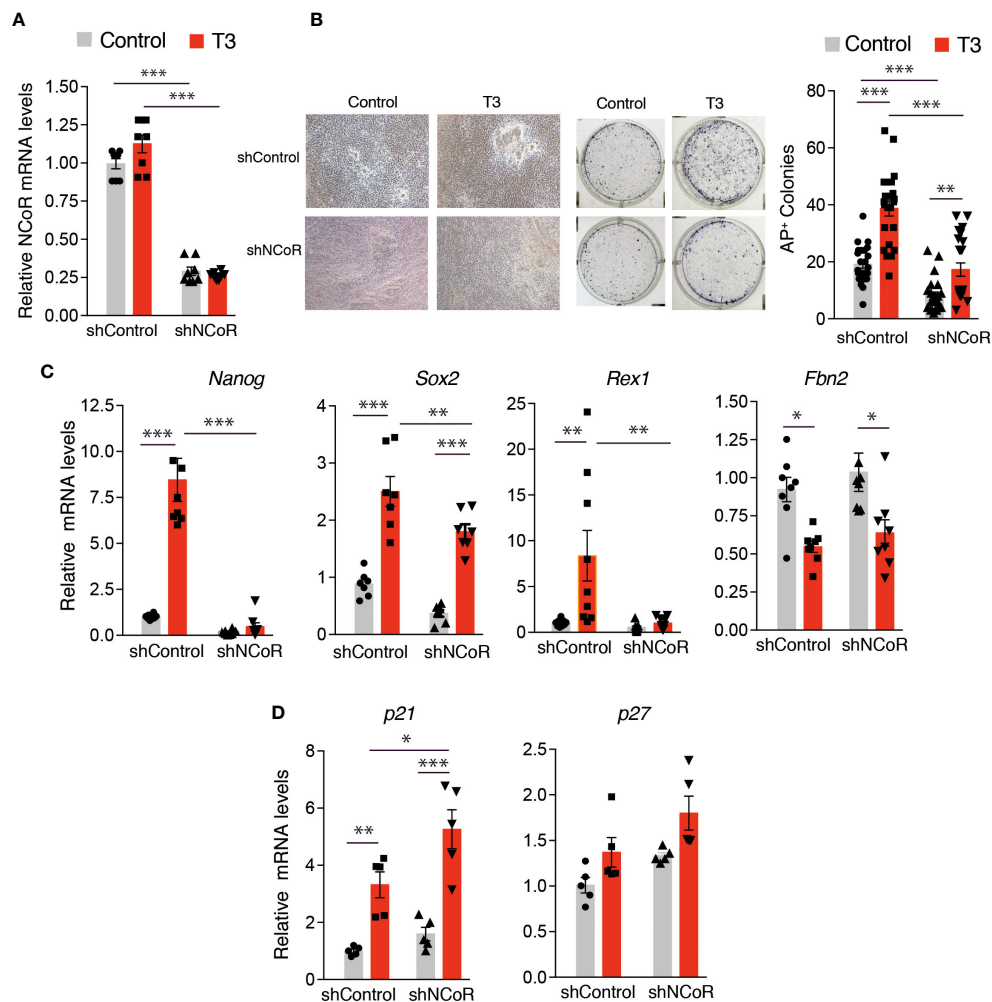 A
Control T3
Relative NCoR mRNA levels
1.50
1.25
1.00
0.50
0.25
0.00
***
***
shControl shNCoR
B
Control T3 Control T3
shControl
shNCoR
Control T3
AP+ Colonies
80
60
40
20
0
***
***
***
**
shControl shNCoR
C
Nanog
Relative mRNA levels
12.5
10.0
7.5
5.0
2.5
0.0
***
***
shControl shNCoR
Sox2
4
3
2
1
0
***
**
***
shControl shNCoR
Rex1
25
20
15
10
5
0
**
**
shControl shNCoR
Fbn2
1.50
1.25
1.00
0.75
0.50
0.25
0.00
*
*
shControl shNCoR
D
p21
Relative mRNA levels
8
6
4
2
0
**
*
***
shControl shNCoR
p27
2.5
2.0
1.5
1.0
0.5
0.0
shControl shNCoR